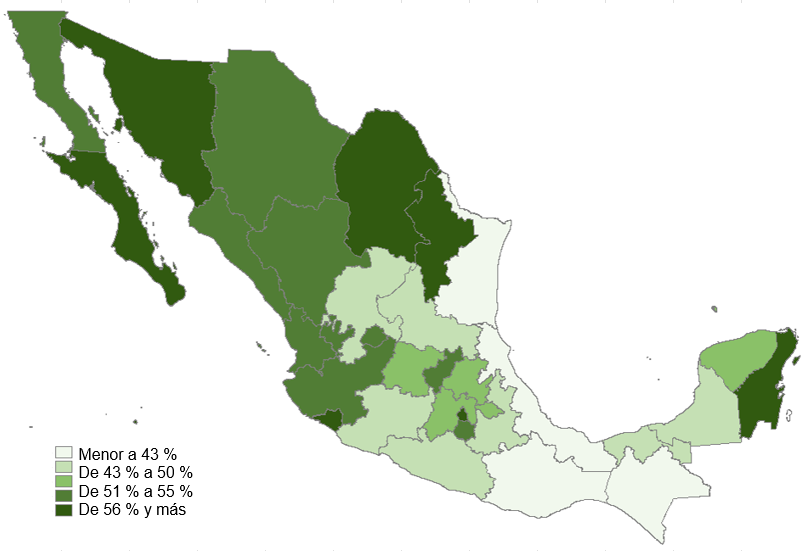 Menor a 43 %
De 43 % a 50 %
De 51 % a 55 %
De 56 % y más